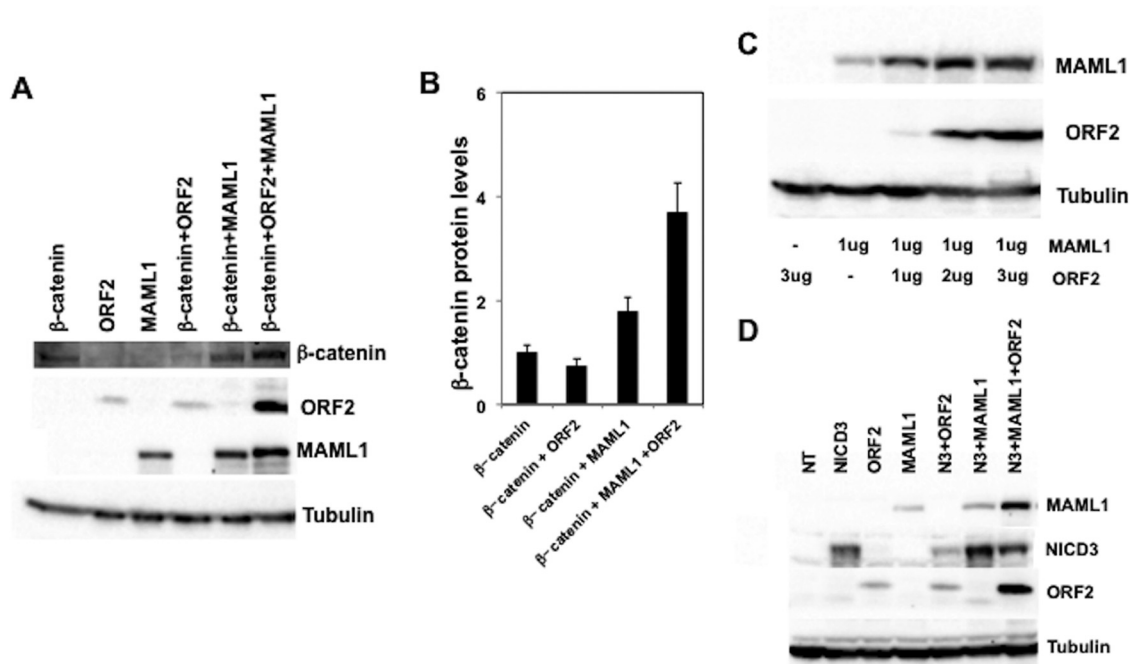 A
β-catenin
ORF2
MAML1
β-catenin+ORF2
β-catenin+MAML1
β-catenin+ORF2+MAML1
β-catenin
ORF2
MAML1
Tubulin
B
β-catenin protein levels
6
4
2
0
β-catenin
β-catenin + ORF2
β-catenin + MAML1
β-catenin + MAML1 +ORF2
C
MAML1
ORF2
Tubulin
- 1ug 1ug 1ug 1ug MAML1
3ug - 1ug 2ug 3ug ORF2
D
NT
NICD3
ORF2
MAML1
N3+ORF2
N3+MAML1
N3+MAML1+ORF2
MAML1
NICD3
ORF2
Tubulin